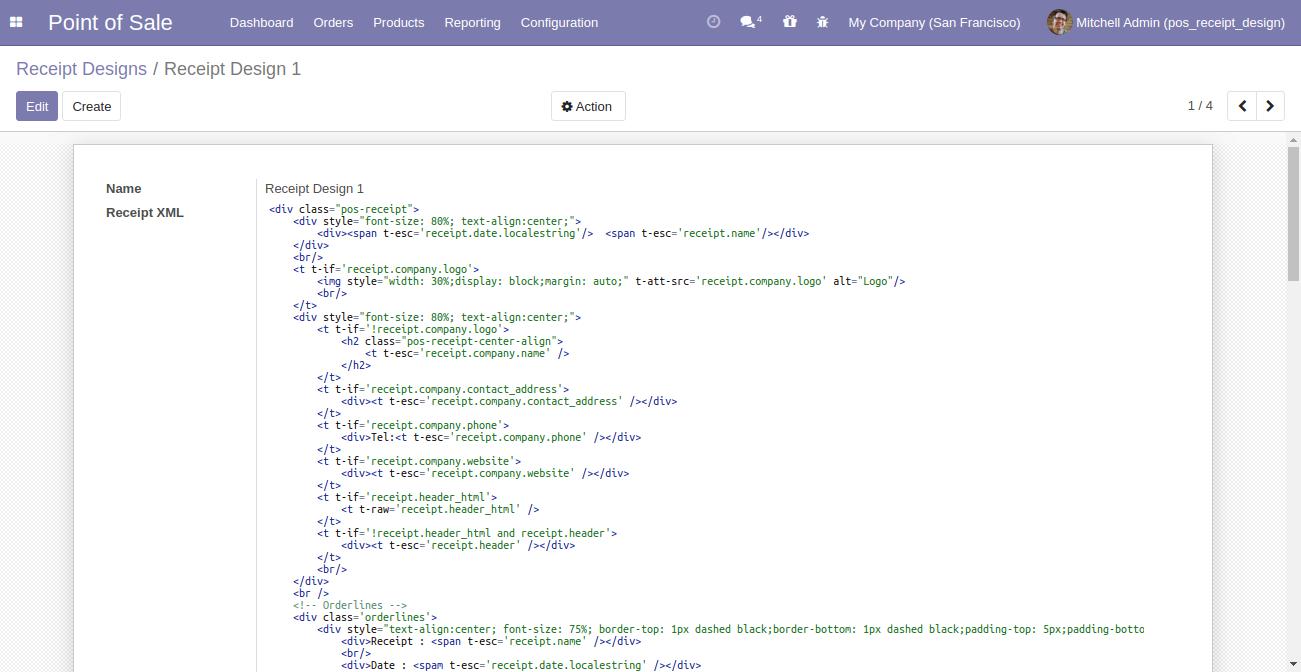 Point of Sale Dashboard Orders Products Reporting Configuration 4 My Company (San Francisco) Mitchell Admin (pos_receipt_design)
Receipt Designs / Receipt Design 1
Edit Create Action 1 / 4
Name Receipt Design 1
Receipt XML
<div class="pos-receipt">
<div style="font-size: 80%; text-align:center;">
<div><span t-esc='receipt.date.localestring'/>  <span t-esc='receipt.name'/></div>
</div>
<br/>
<t t-if='receipt.company.logo'>
<img style="width: 30%;display: block;margin: auto;" t-att-src='receipt.company.logo' alt="Logo"/>
<br/>
</t>
<div style="font-size: 80%; text-align:center;">
<t t-if='!receipt.company.logo'>
<h2 class="pos-receipt-center-align">
<t t-esc='receipt.company.name' />
</h2>
</t>
<t t-if='receipt.company.contact_address'>
<div><t t-esc='receipt.company.contact_address' /></div>
</t>
<t t-if='receipt.company.phone'>
<div>Tel:<t t-esc='receipt.company.phone' /></div>
</t>
<t t-if='receipt.company.website'>
<div><t t-esc='receipt.company.website' /></div>
</t>
<t t-if='receipt.header_html'>
<t t-raw='receipt.header_html' />
</t>
<t t-if='!receipt.header_html and receipt.header'>
<div><t t-esc='receipt.header' /></div>
</t>
<br/>
</div>
<br />
<!-- Orderlines -->
<div class='orderlines'>
<div style="text-align:center; font-size: 75%; border-top: 1px dashed black;border-bottom: 1px dashed black;padding-top: 5px;padding-botto
<div>Receipt : <span t-esc='receipt.name' /></div>
<br/>
<div>Date : <spam t-esc='receipt.date.localestring' /></div>